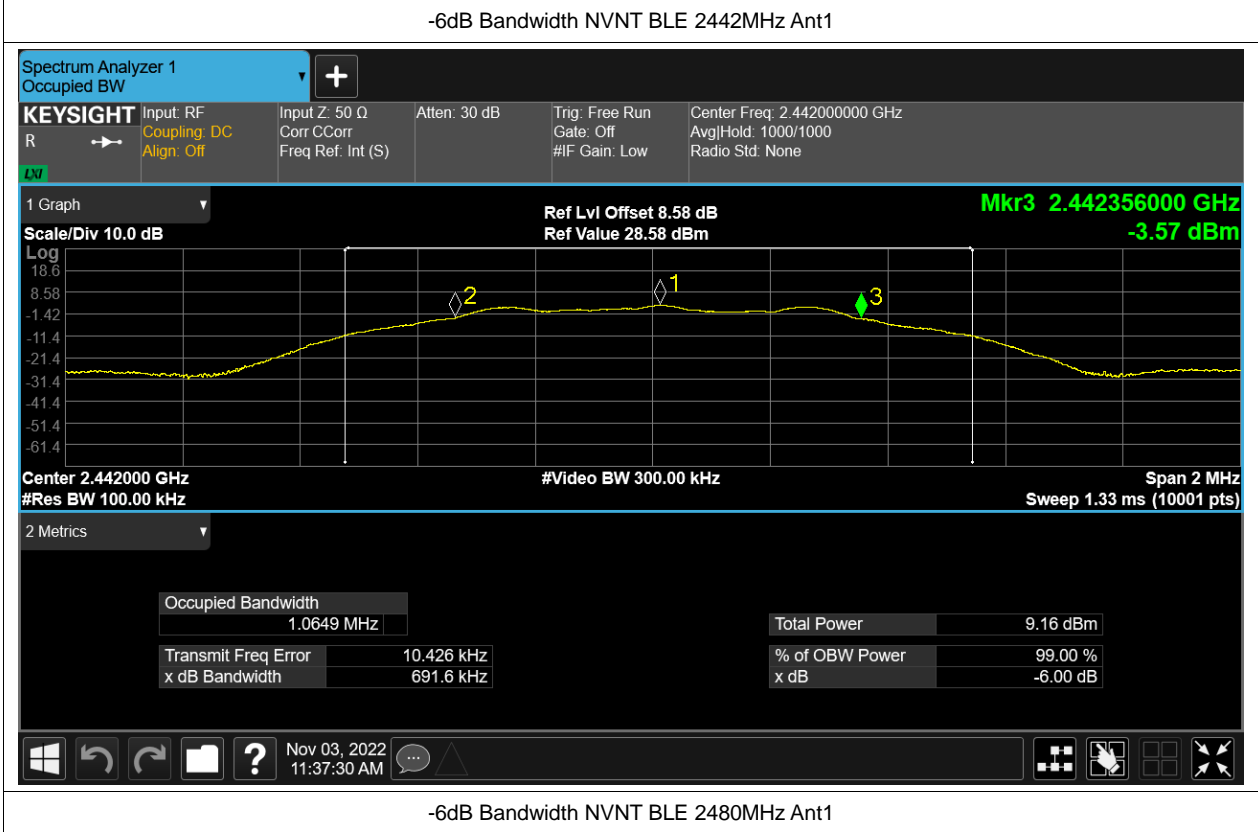 -6dB Bandwidth NVNT BLE 2442MHz Ant1
Spectrum Analyzer 1
Occupied BW
KEYSIGHT
R
LXI
Input: RF
Coupling: DC
Align: Off
Input Z: 50 Ω
Corr CCorr
Freq Ref: Int (S)
Atten: 30 dB
Trig: Free Run
Gate: Off
#IF Gain: Low
Center Freq: 2.442000000 GHz
Avg|Hold: 1000/1000
Radio Std: None
1 Graph
Scale/Div 10.0 dB
Ref Lvl Offset 8.58 dB
Ref Value 28.58 dBm
Mkr3 2.442356000 GHz
-3.57 dBm
Log
18.6
8.58
-1.42
-11.4
-21.4
-31.4
-41.4
-51.4
-61.4
2
1
3
Center 2.442000 GHz
#Res BW 100.00 kHz
#Video BW 300.00 kHz
Span 2 MHz
Sweep 1.33 ms (10001 pts)
2 Metrics
Occupied Bandwidth
1.0649 MHz
Transmit Freq Error 10.426 kHz
x dB Bandwidth 691.6 kHz
Total Power 9.16 dBm
% of OBW Power 99.00 %
x dB -6.00 dB
?
Nov 03, 2022
11:37:30 AM
-6dB Bandwidth NVNT BLE 2480MHz Ant1